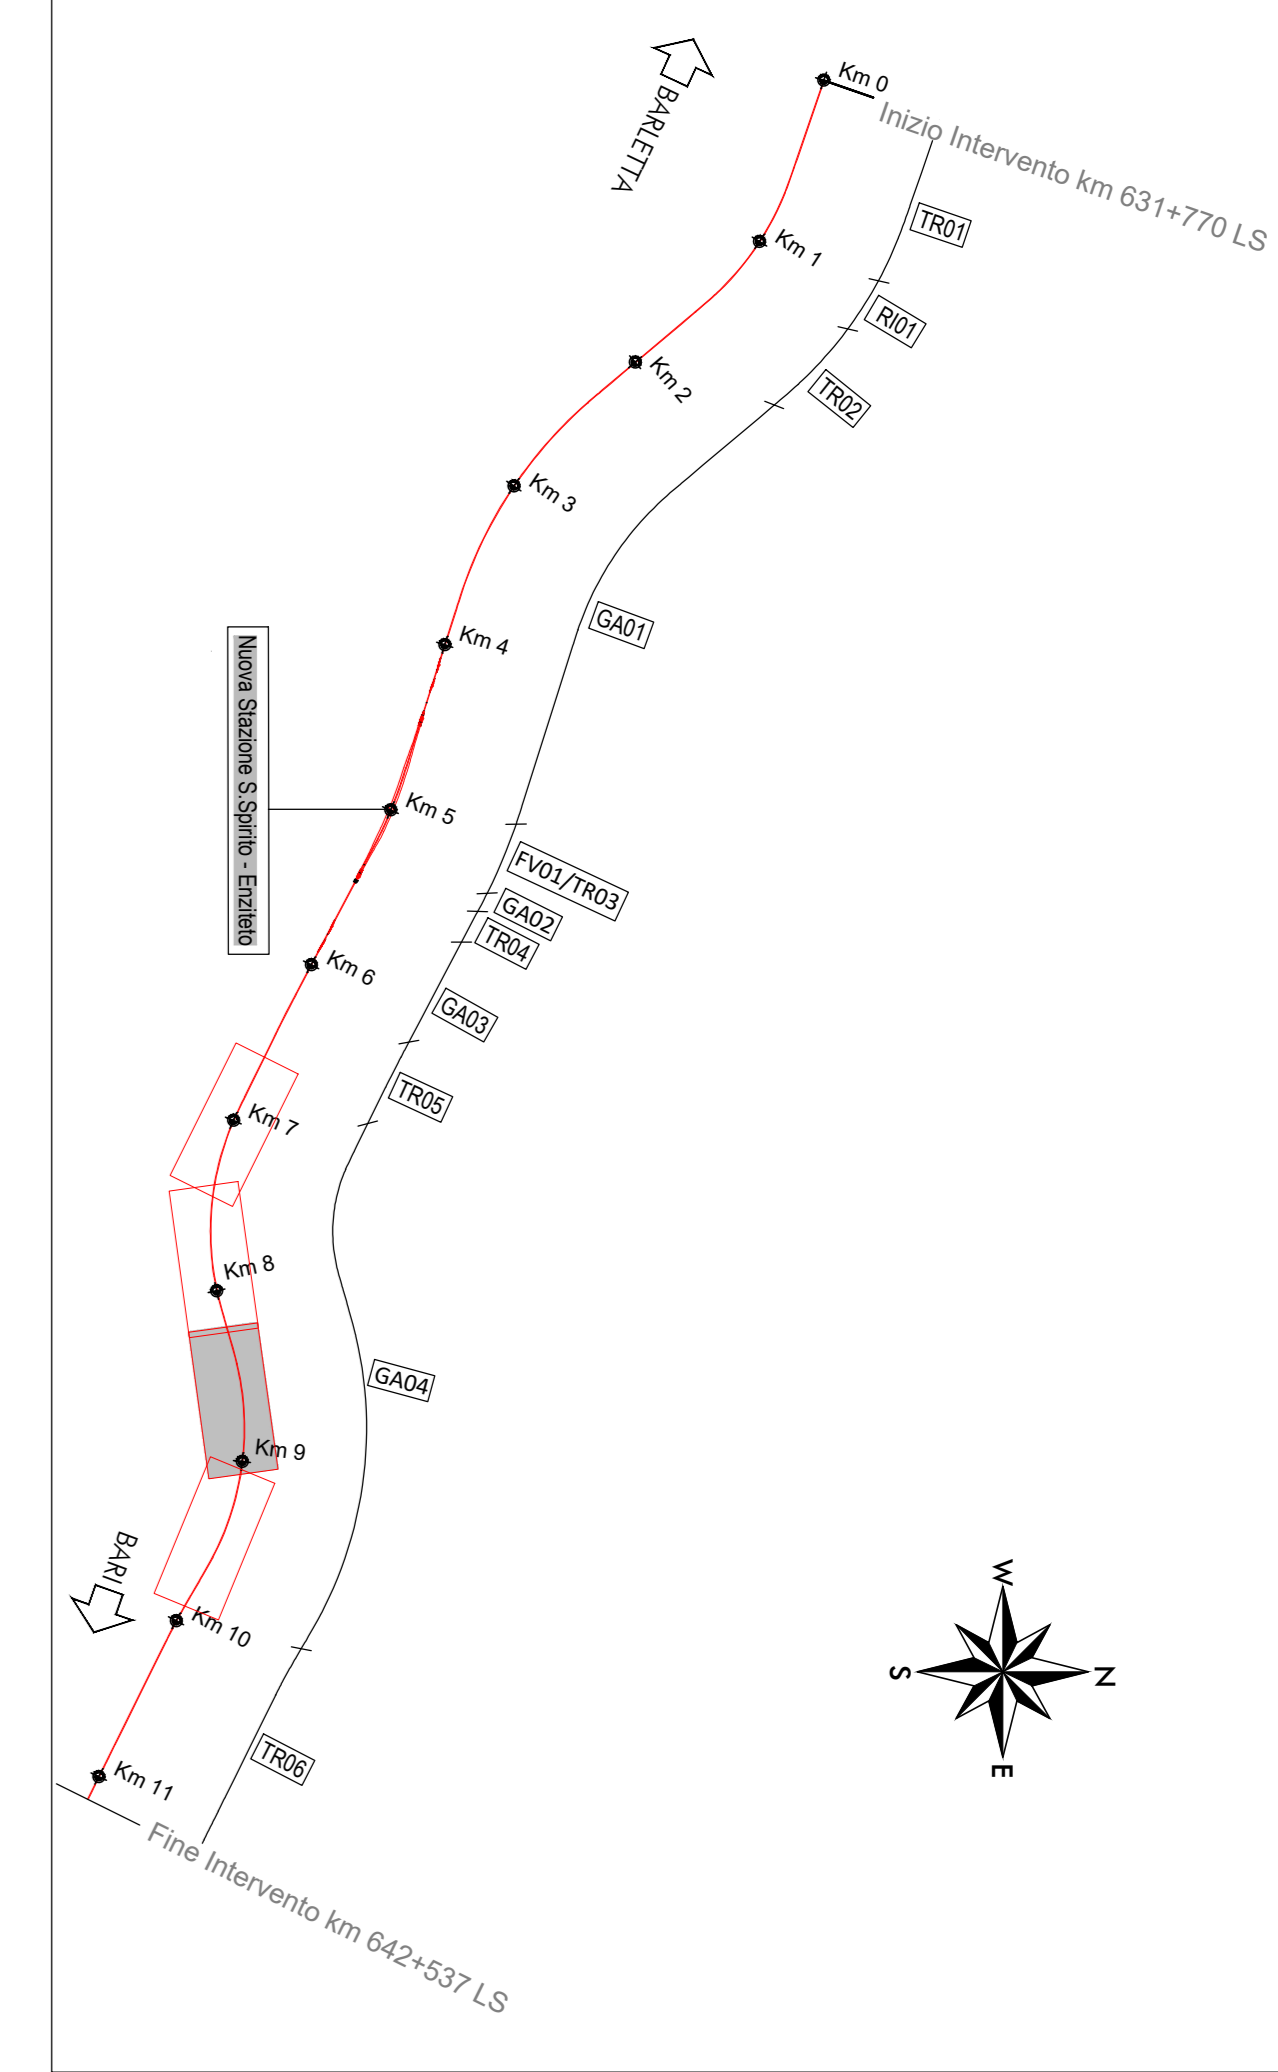 BARLETTA
Km 0
Inizio Intervento km 631+770 LS
TR01
Km 1
RI01
Km 2
TR02
Km 3
GA01
Km 4
Nuova Stazione S.Spirito - Enziteto
Km 5
FV01/TR03
GA02
TR04
Km 6
GA03
TR05
Km 7
Km 8
GA04
Km 9
BARI
Km 10
TR06
Km 11
Fine Intervento km 642+537 LS
W
S
N
E